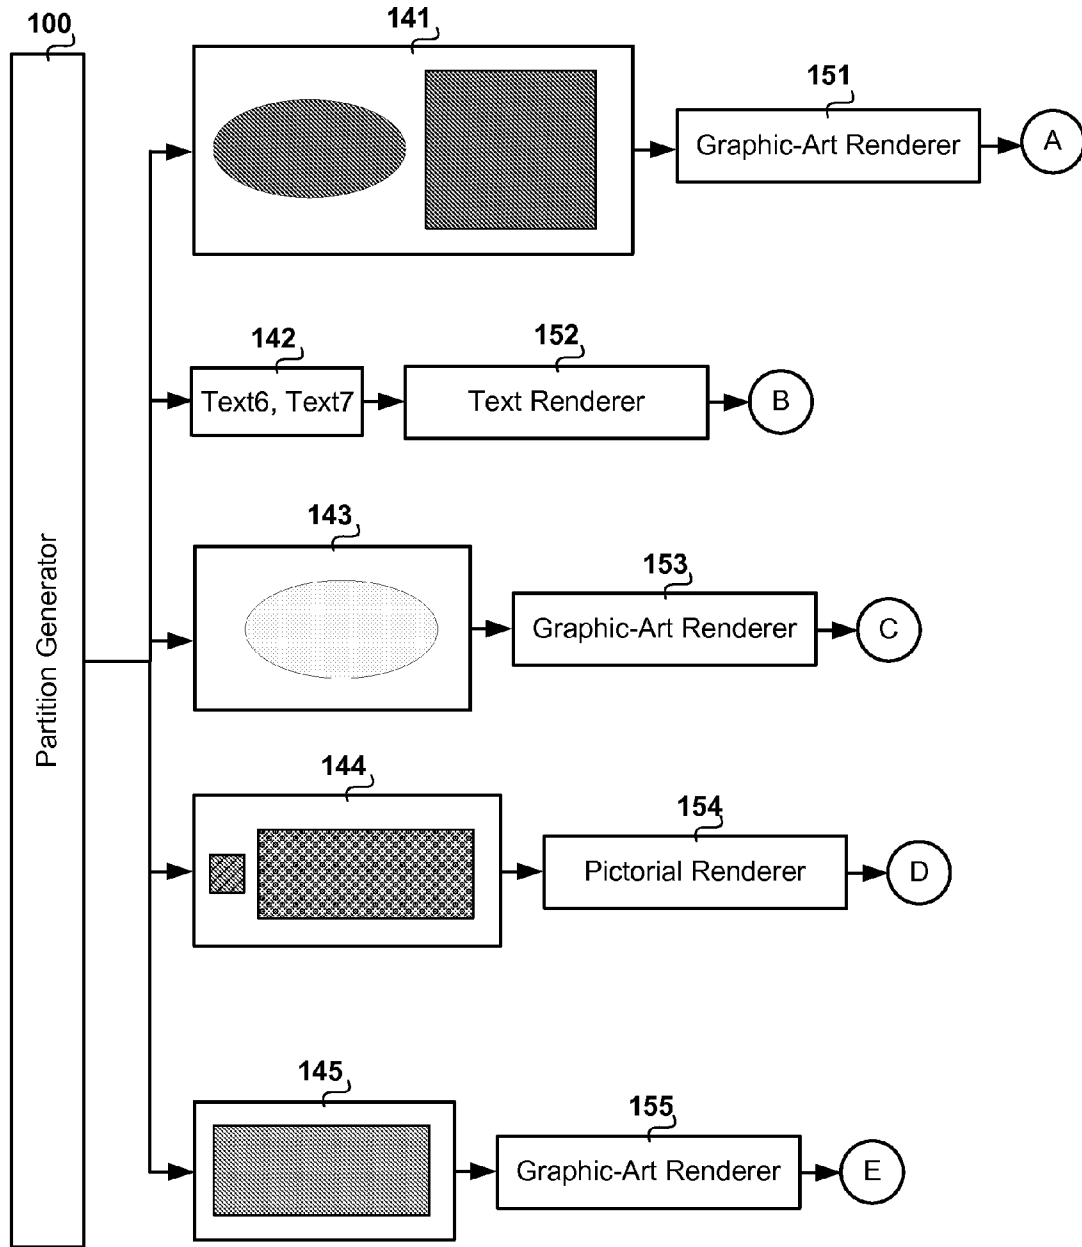 100
Partition Generator
141
151
Graphic-Art Renderer
A
142
Text6, Text7
152
Text Renderer
B
143
153
Graphic-Art Renderer
C
144
154
Pictorial Renderer
D
145
155
Graphic-Art Renderer
E